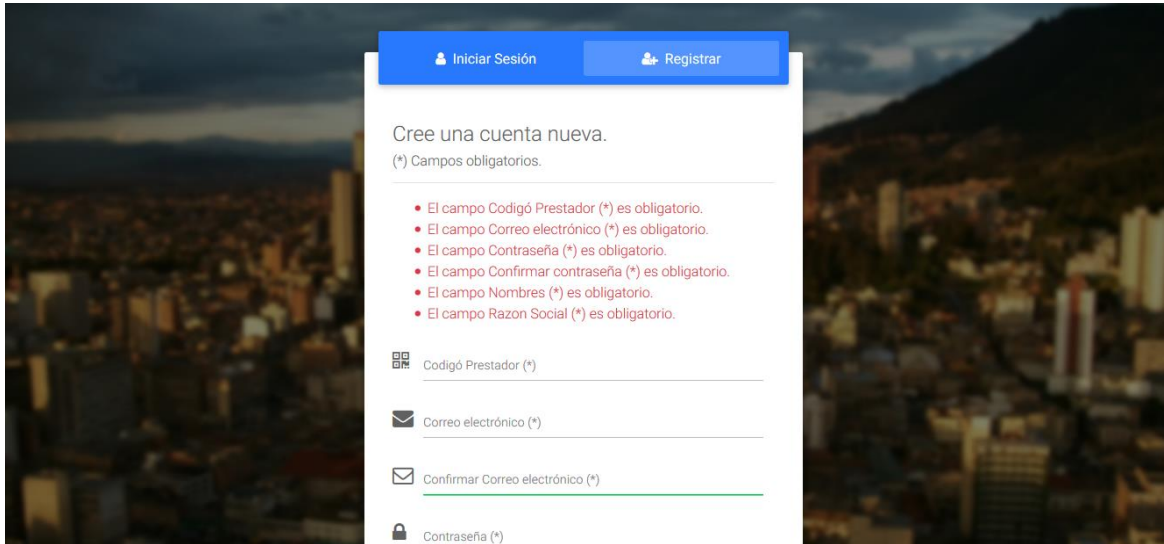 Iniciar Sesión
Registrar
Cree una cuenta nueva.
(*) Campos obligatorios.
El campo Codigó Prestador (*) es obligatorio.
El campo Correo electrónico (*) es obligatorio.
El campo Contraseña (*) es obligatorio.
El campo Confirmar contraseña (*) es obligatorio.
El campo Nombres (*) es obligatorio.
El campo Razon Social (*) es obligatorio.
Codigó Prestador (*)
Correo electrónico (*)
Confirmar Correo electrónico (*)
Contraseña (*)